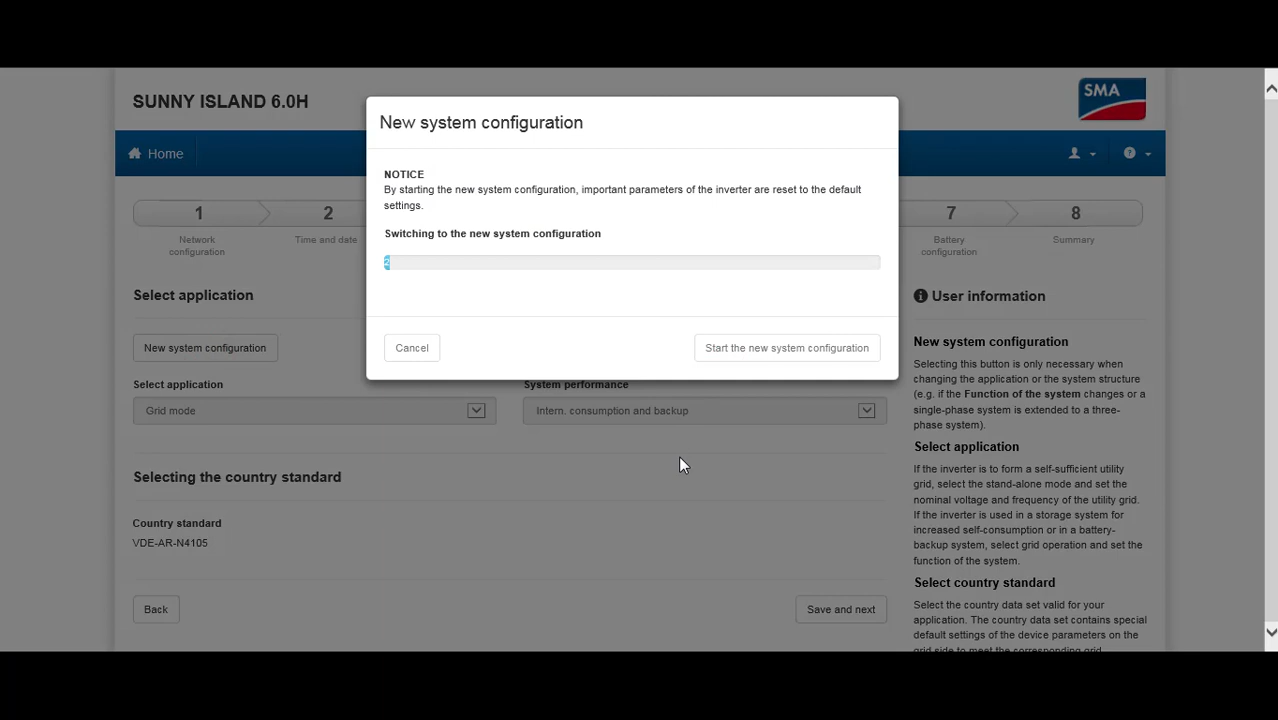 SUNNY ISLAND 6.0H
SMA
Home
New system configuration
NOTICE
By starting the new system configuration, important parameters of the inverter are reset to the default
settings.
Switching to the new system configuration
2
Cancel
Start the new system configuration
1
2
7
8
Network
configuration
Time and date
Battery
configuration
Summary
Select application
New system configuration
Select application
Grid mode
System performance
Intern. consumption and backup
Selecting the country standard
Country standard
VDE-AR-N4105
Back
Save and next
User information
New system configuration
Selecting this button is only necessary when
changing the application or the system structure
(e.g. if the Function of the system changes or a
single-phase system is extended to a three-
phase system).
Select application
If the inverter is to form a self-sufficient utility
grid, select the stand-alone mode and set the
nominal voltage and frequency of the utility grid.
If the inverter is used in a storage system for
increased self-consumption or in a battery-
backup system, select grid operation and set the
function of the system.
Select country standard
Select the country data set valid for your
application. The country data set contains special
default settings of the device parameters on the
grid side to meet the corresponding grid